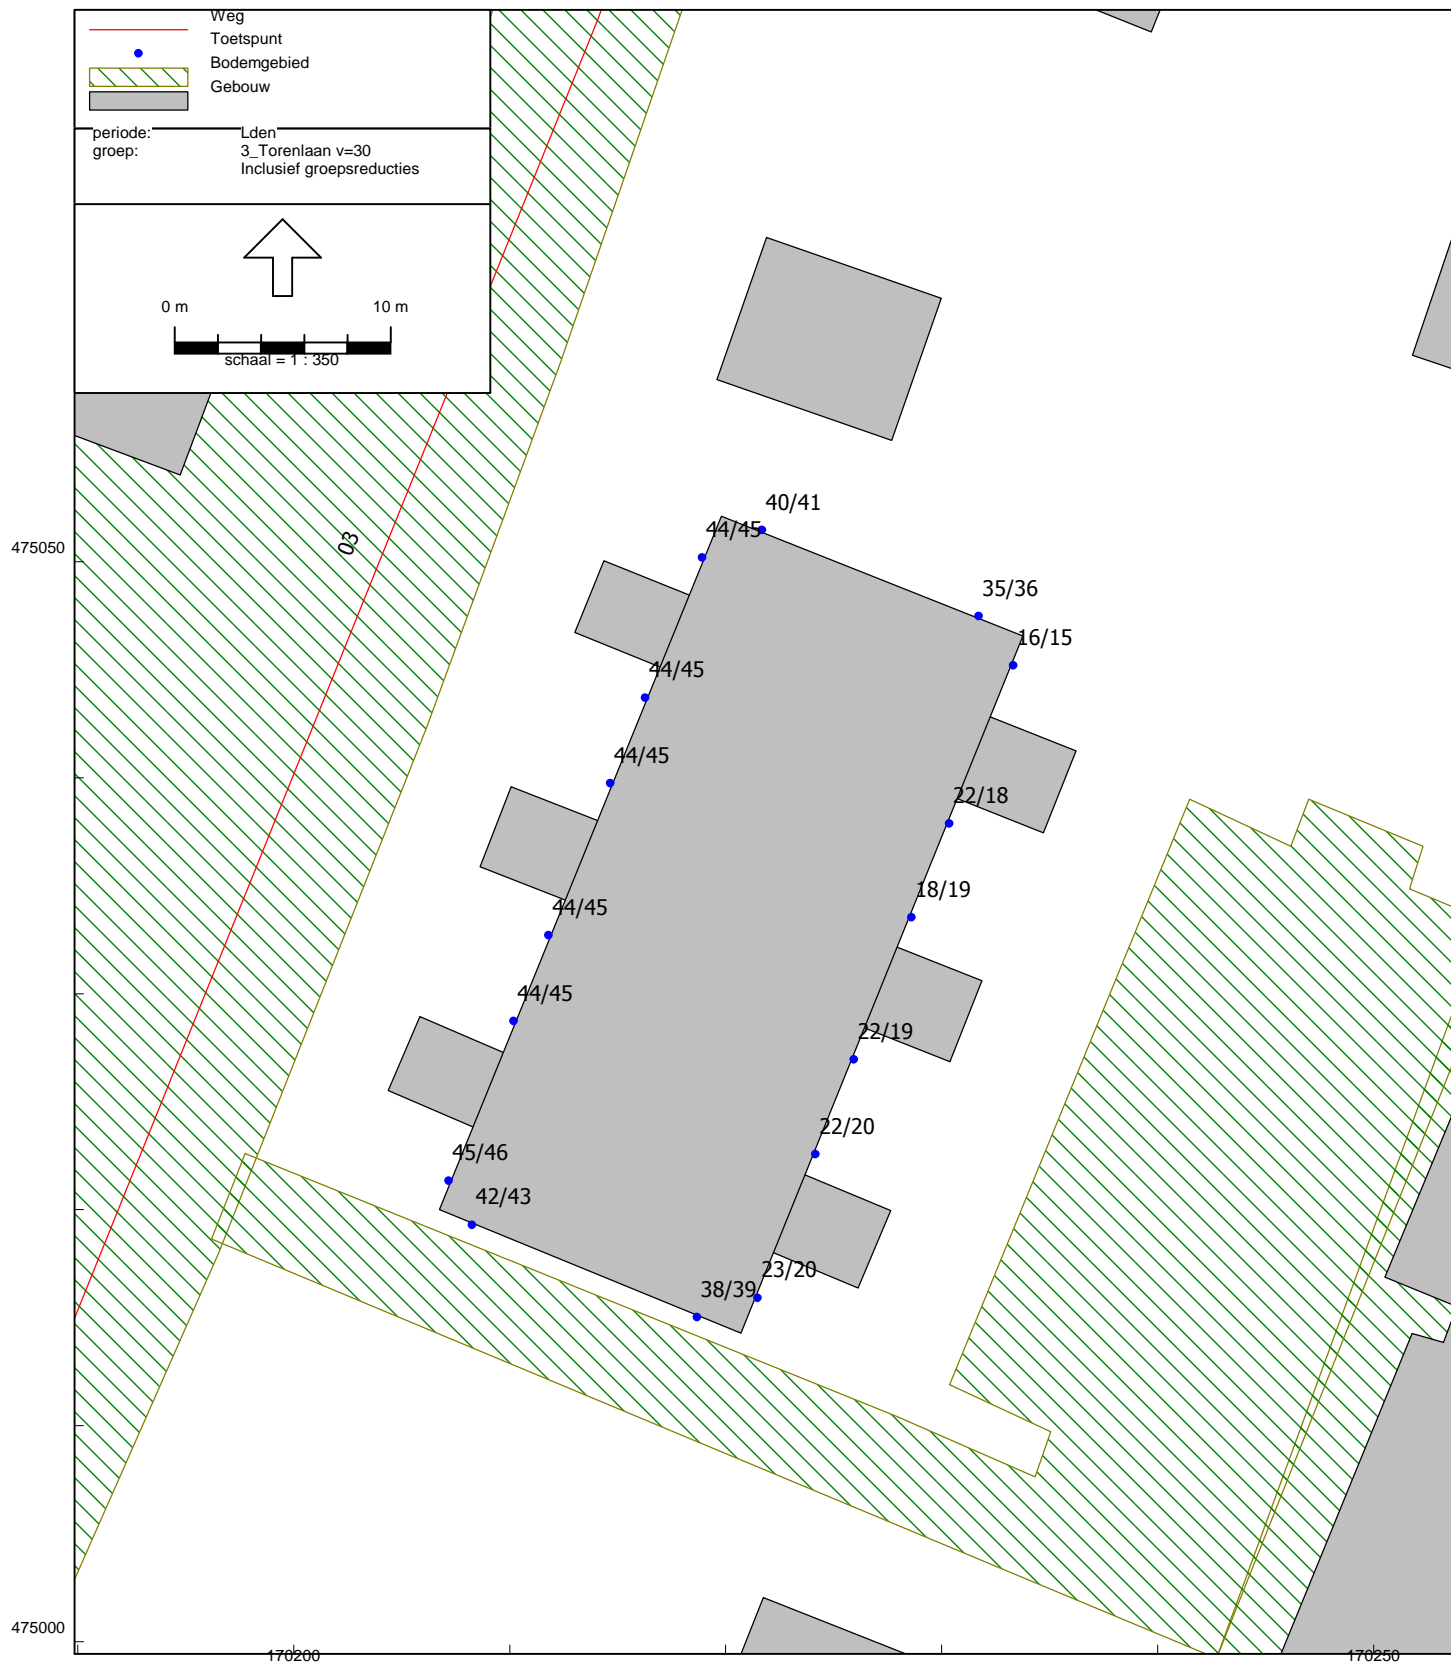 Weg
Toetspunt
Bodemgebied
Gebouw
periode: Lden
groep: 3_Torenlaan v=30
Inclusief groepsreducties
0 m 10 m
schaal = 1 : 350
03
40/41
44/45
475050
35/36
16/15
44/45
44/45
22/18
18/19
44/45
44/45
22/19
22/20
45/46
42/43
23/20
38/39
475000
170200 170250